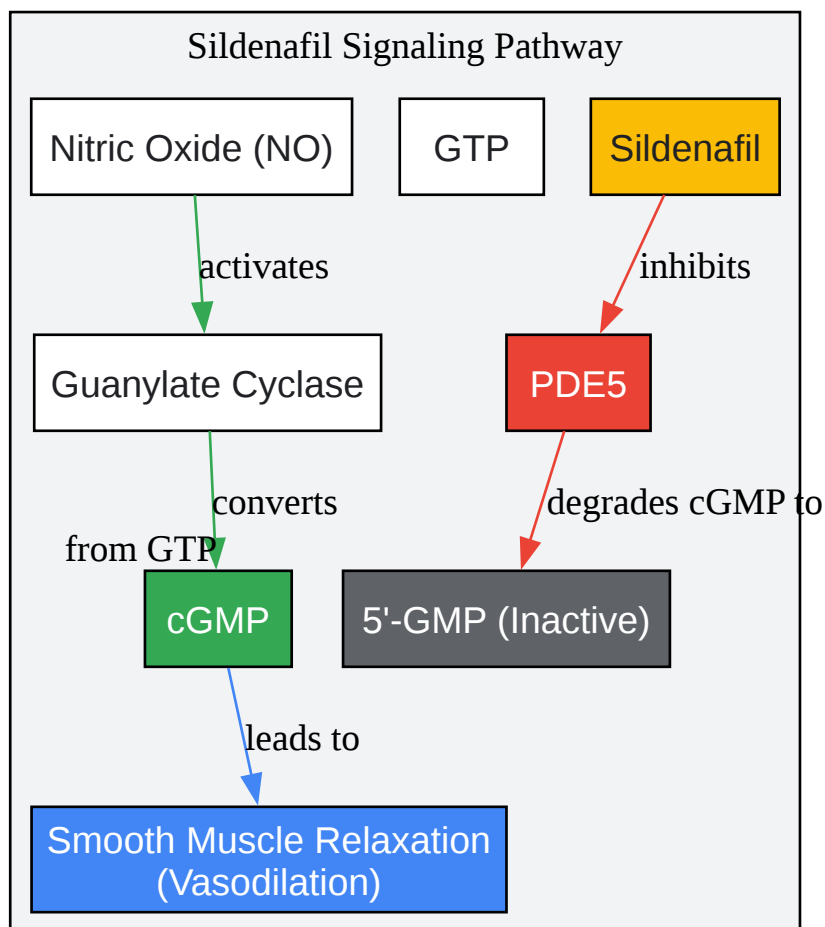 Sildenafil Signaling Pathway
Nitric Oxide (NO)
GTP
Sildenafil
activates
inhibits
Guanylate Cyclase
PDE5
converts
degrades cGMP to
from GTP
cGMP
5'-GMP (Inactive)
leads to
Smooth Muscle Relaxation
(Vasodilation)